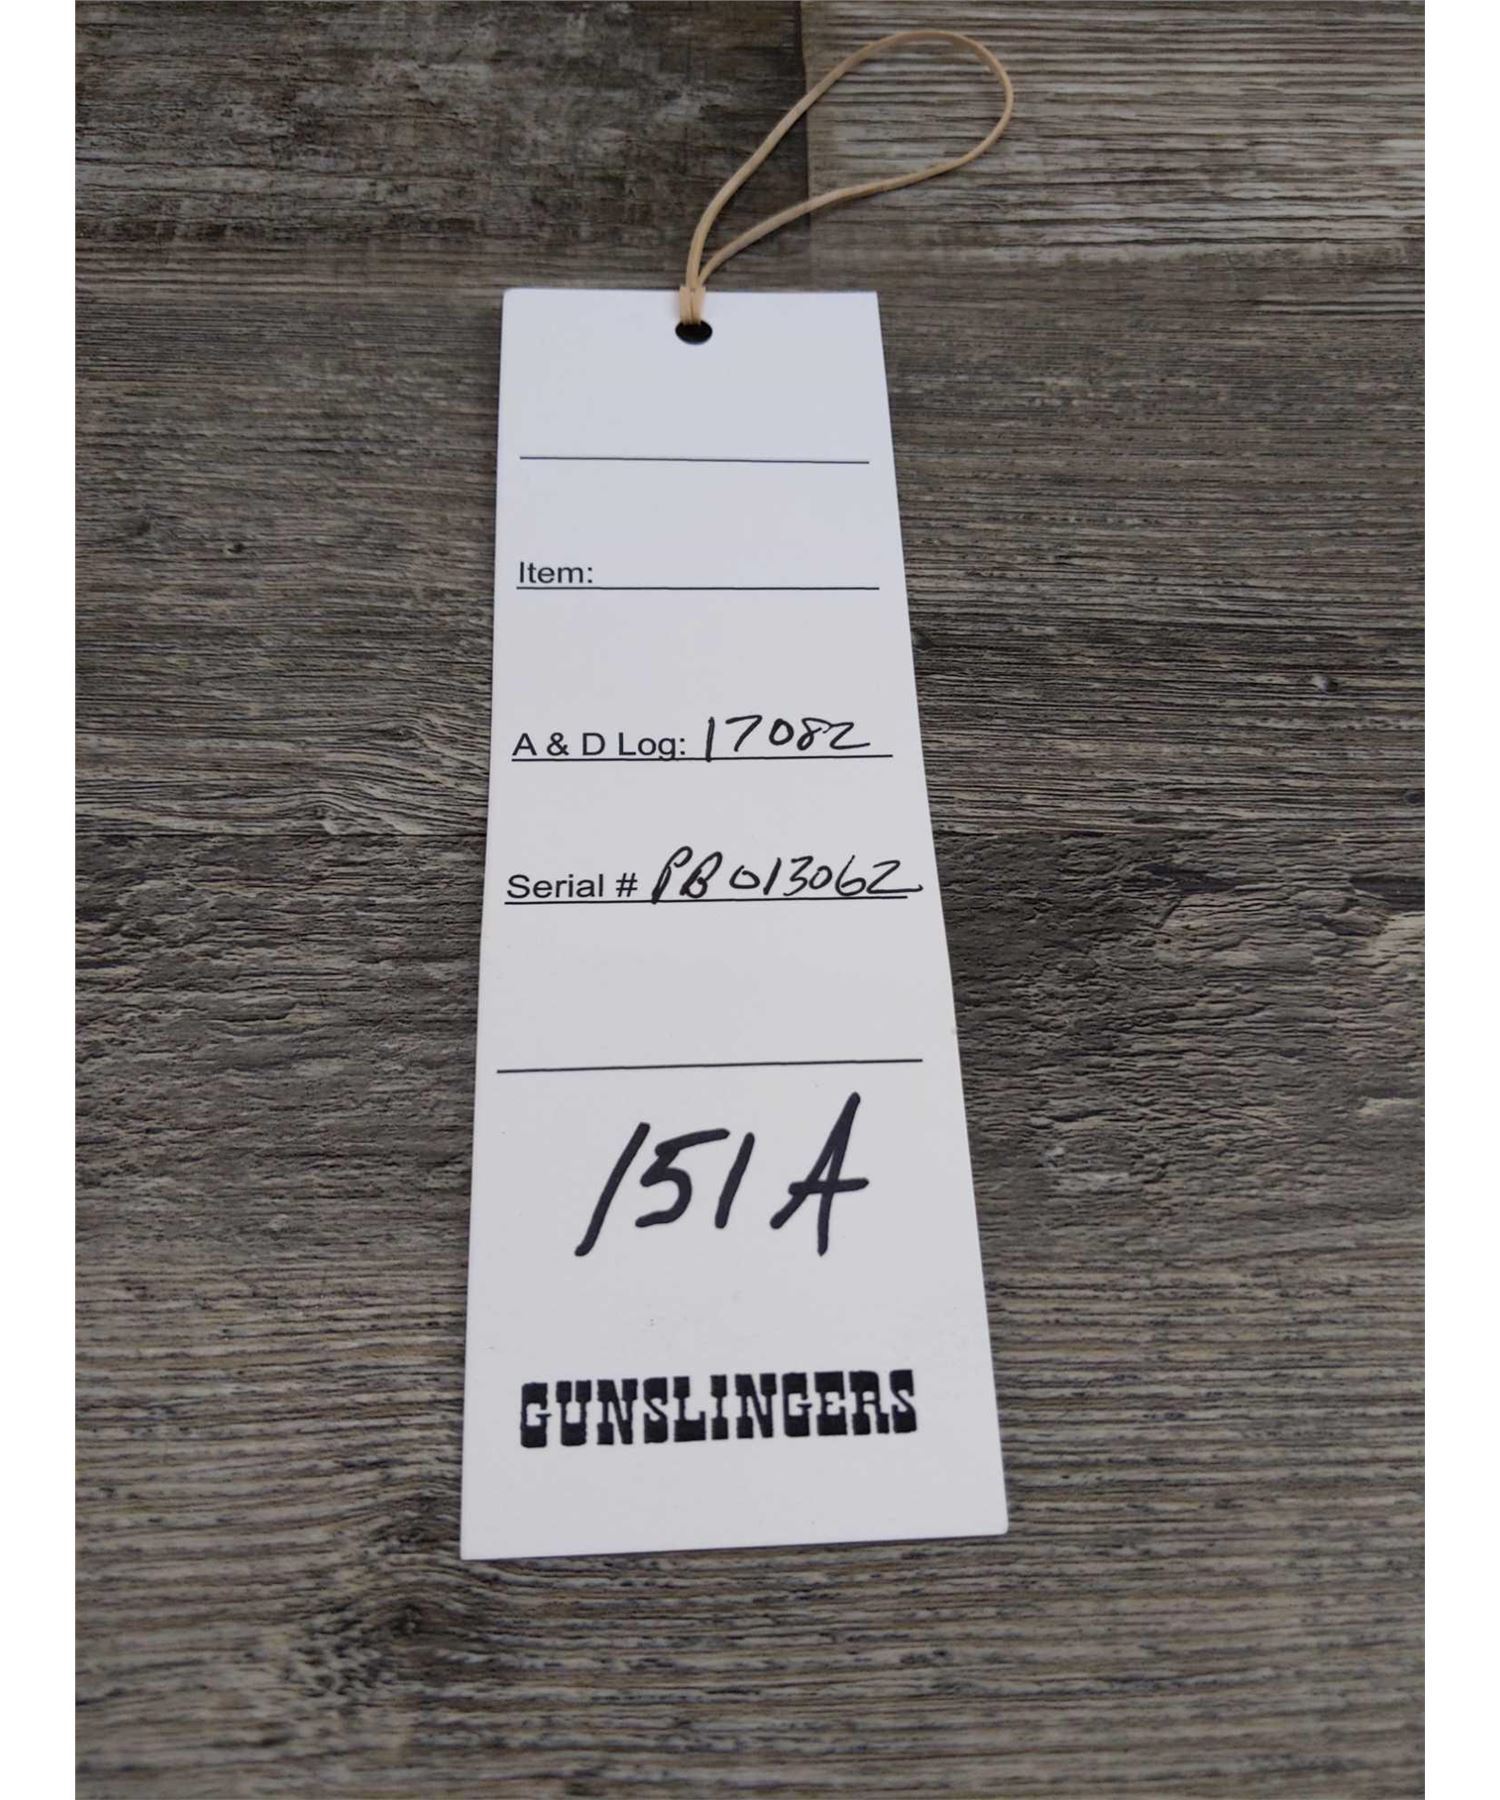 Item:
A & D Log: 17082
Serial # PB013062
151A
GUNSLINGERS